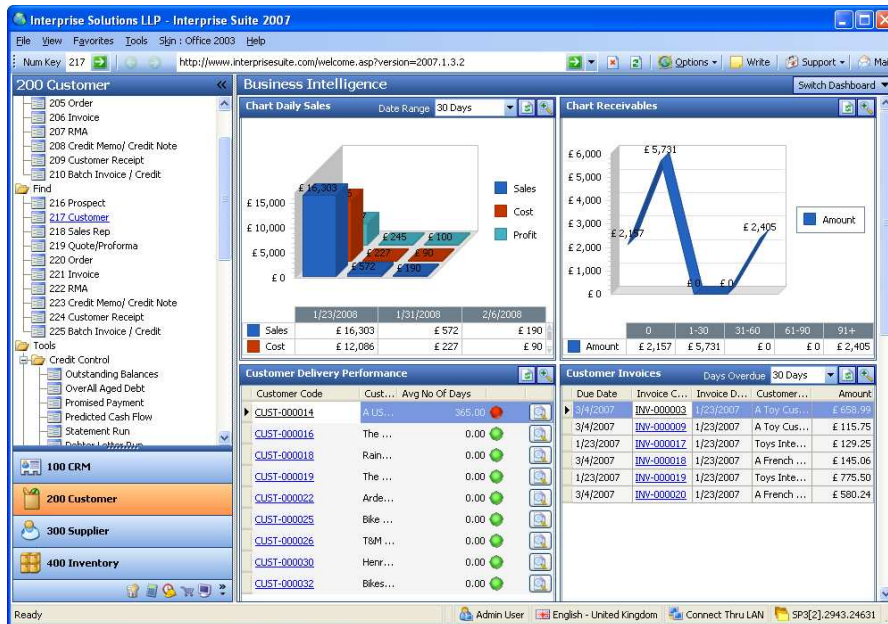 Interprise Solutions LLP - Interprise Suite 2007
File View Favorites Tools Skin : Office 2003 Help
Num Key 217 http://www.interprisesuite.com/welcome.asp?version=2007.1.3.2 Options Write Support Mai
200 Customer «
205 Order
206 Invoice
207 RMA
208 Credit Memo/ Credit Note
209 Customer Receipt
210 Batch Invoice / Credit
Find
216 Prospect
217 Customer
218 Sales Rep
219 Quote/Proforma
220 Order
221 Invoice
222 RMA
223 Credit Memo/ Credit Note
224 Customer Receipt
225 Batch Invoice / Credit
Tools
Credit Control
Outstanding Balances
OverAll Aged Debt
Promised Payment
Predicted Cash Flow
Statement Run
Debtor Letter Run
100 CRM
200 Customer
300 Supplier
400 Inventory
Business Intelligence Switch Dashboard
Chart Daily Sales Date Range 30 Days
£ 15,000
£ 10,000
£ 5,000
£ 0
£ 16,303
£ 245 £ 100
£ 227 £ 90
£ 572 £ 190
Sales
Cost
Profit
1/23/2008 1/31/2008 2/6/2008
Sales £ 16,303 £ 572 £ 190
Cost £ 12,086 £ 227 £ 90
Chart Receivables
£ 6,000
£ 5,000
£ 4,000
£ 3,000
£ 2,000
£ 1,000
£ 0
£ 5,731
£ 2,157
£ 2,405
£ 0 £ 0
Amount
0 1-30 31-60 61-90 91+
Amount £ 2,157 £ 5,731 £ 0 £ 0 £ 2,405
Customer Delivery Performance
Customer Code Cust... Avg No Of Days
CUST-000014 A US... 365.00
CUST-000016 The ... 0.00
CUST-000018 Rain... 0.00
CUST-000019 The ... 0.00
CUST-000022 Arde... 0.00
CUST-000025 Bike ... 0.00
CUST-000026 T&M ... 0.00
CUST-000030 Henr... 0.00
CUST-000032 Bikes... 0.00
Customer Invoices Days Overdue 30 Days
Due Date Invoice C... Invoice D... Customer... Amount
3/4/2007 INV-000003 1/23/2007 A Toy Cus... £ 658.99
3/4/2007 INV-000009 1/23/2007 A Toy Cus... £ 115.75
1/23/2007 INV-000017 1/23/2007 Toys Inte... £ 129.25
3/4/2007 INV-000018 1/23/2007 A French ... £ 145.06
1/23/2007 INV-000019 1/23/2007 Toys Inte... £ 775.50
3/4/2007 INV-000020 1/23/2007 A French ... £ 580.24
Ready Admin User English - United Kingdom Connect Thru LAN SP3[2].2943.24631